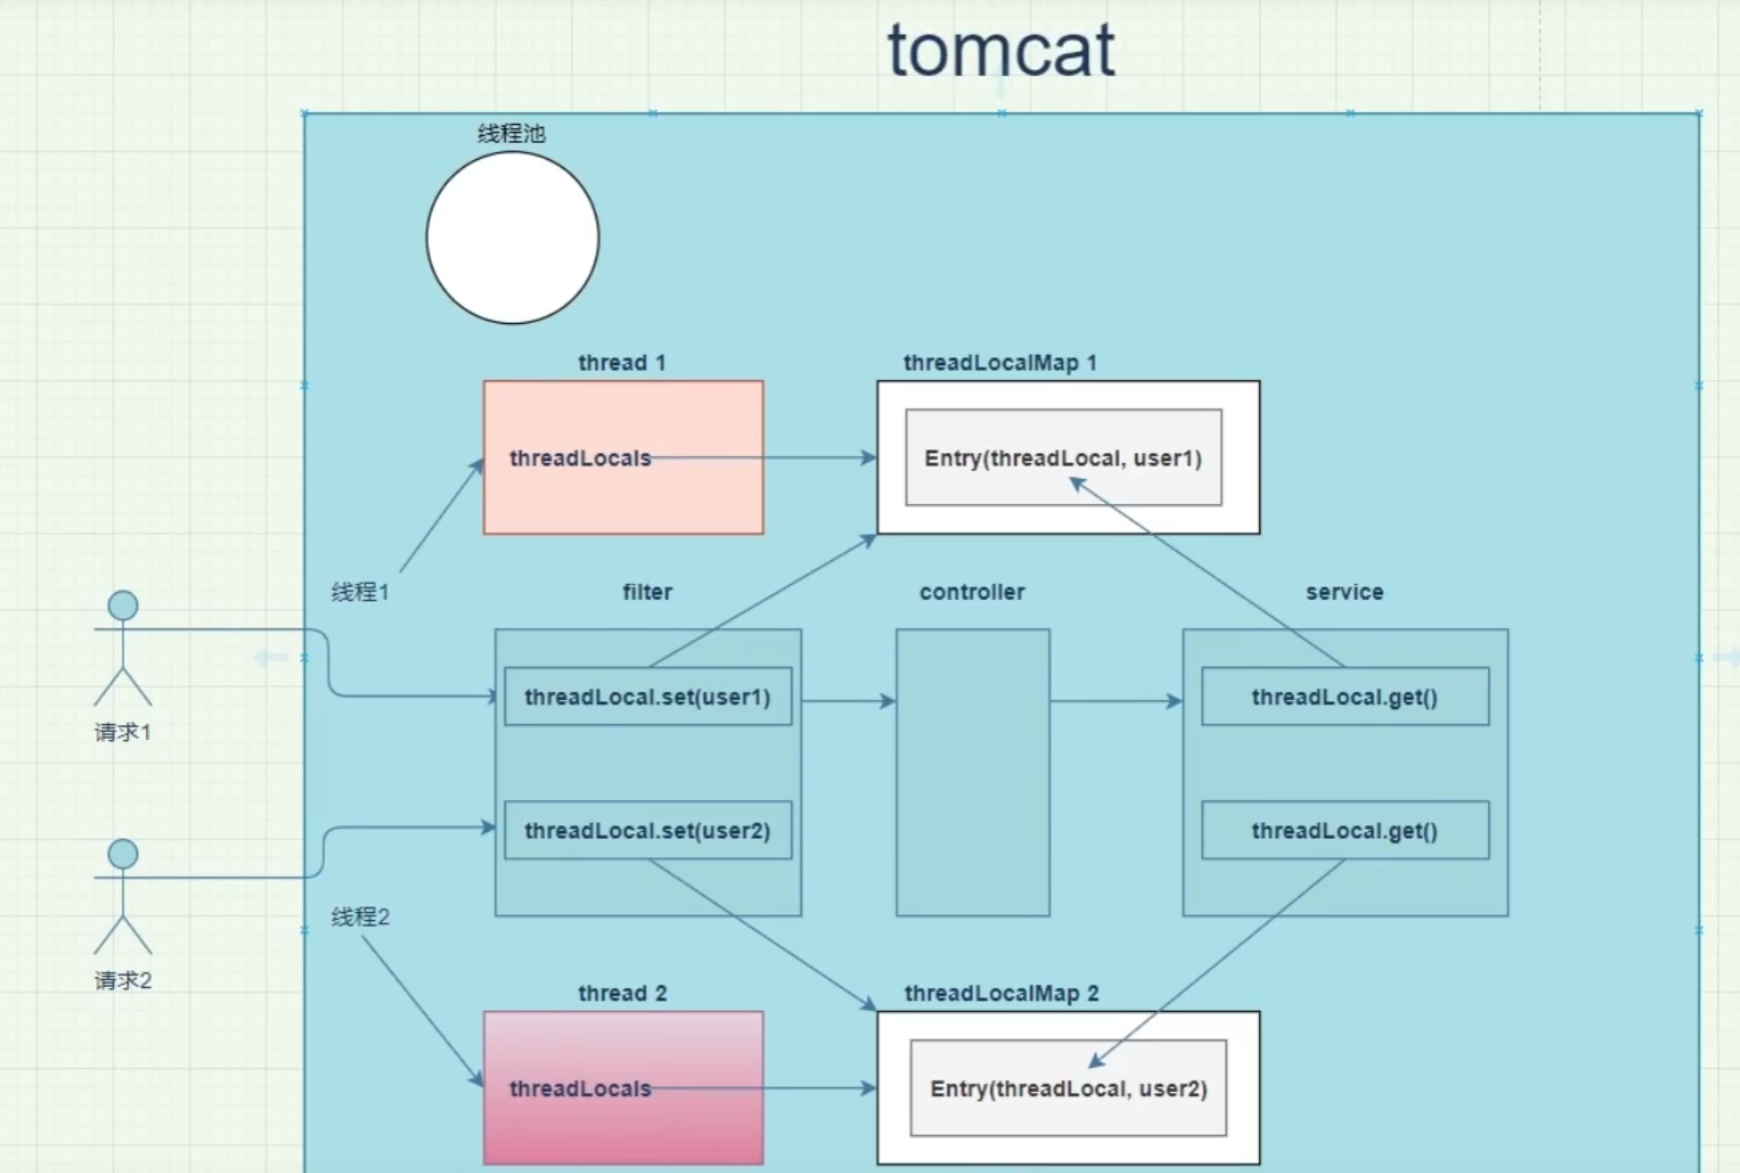 tomcat
线程池
thread 1
threadLocalMap 1
threadLocals
Entry(threadLocal, user1)
线程1
filter
controller
service
threadLocal.set(user1)
threadLocal.get()
请求1
threadLocal.set(user2)
threadLocal.get()
线程2
请求2
thread 2
threadLocalMap 2
threadLocals
Entry(threadLocal, user2)